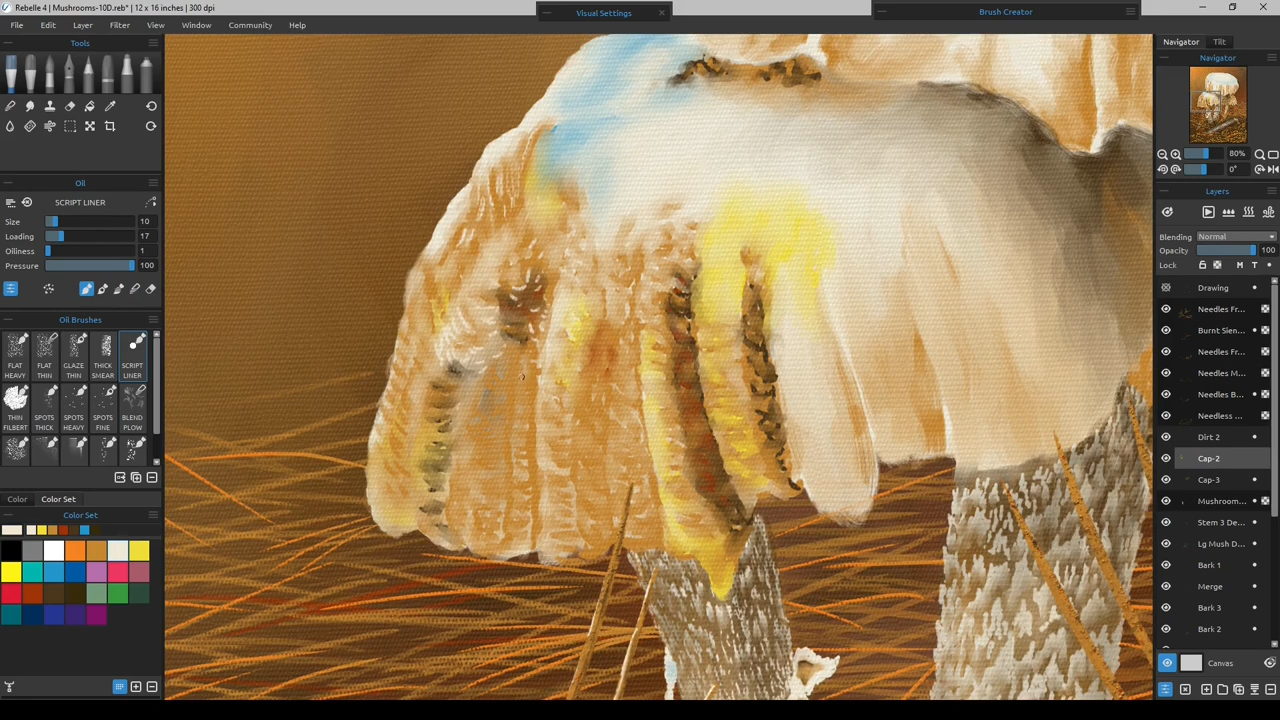 Rebelle 4 | Mushrooms-10D.reb* | 12 x 16 inches | 300 dpi
Visual Settings
Brush Creator
File Edit Layer Filter View Window Community Help
Tools
Oil
SCRIPT LINER
Size 10
Loading 17
Oiliness 1
Pressure 100
Oil Brushes
FLAT HEAVY
FLAT THIN
GLAZE THIN
THICK SMEAR
SCRIPT LINER
THIN FILBERT
SPOTS THICK
SPOTS HEAVY
SPOTS FINE
BLEND PLOW
Color Color Set
Color Set
Navigator Tilt
Navigator
80%
0°
Layers
Blending Normal
Opacity 100
Lock M T
Drawing
Needles Fr...
Burnt Sien...
Needles Fr...
Needles M...
Needles B...
Needless ...
Dirt 2
Cap-2
Cap-3
Mushroom...
Stem 3 De...
Lg Mush D...
Bark 1
Merge
Bark 3
Bark 2
Canvas